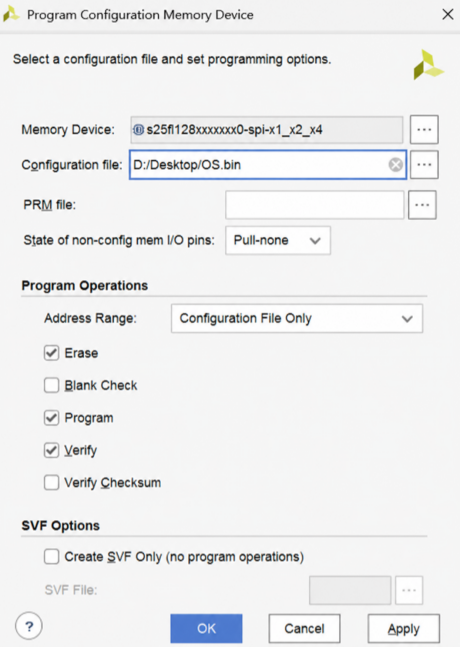 Program Configuration Memory Device
Select a configuration file and set programming options.
Memory Device: s25fl128xxxxxx0-spi-x1_x2_x4 ...
Configuration file: D:/Desktop/OS.bin ...
PRM file: ...
State of non-config mem I/O pins: Pull-none
Program Operations
Address Range: Configuration File Only
Erase
Blank Check
Program
Verify
Verify Checksum
SVF Options
Create SVF Only (no program operations)
SVF File: ...
? OK Cancel Apply